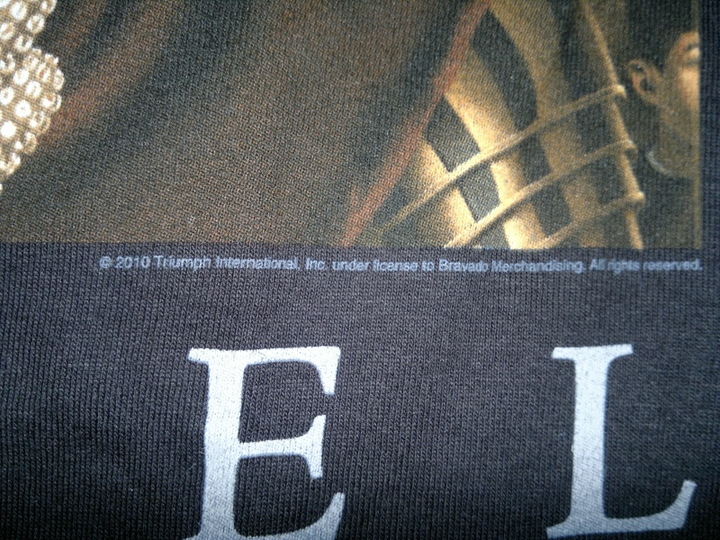 © 2010 Triumph International, Inc. under license to Bravado Merchandising. All rights reserved.
E L